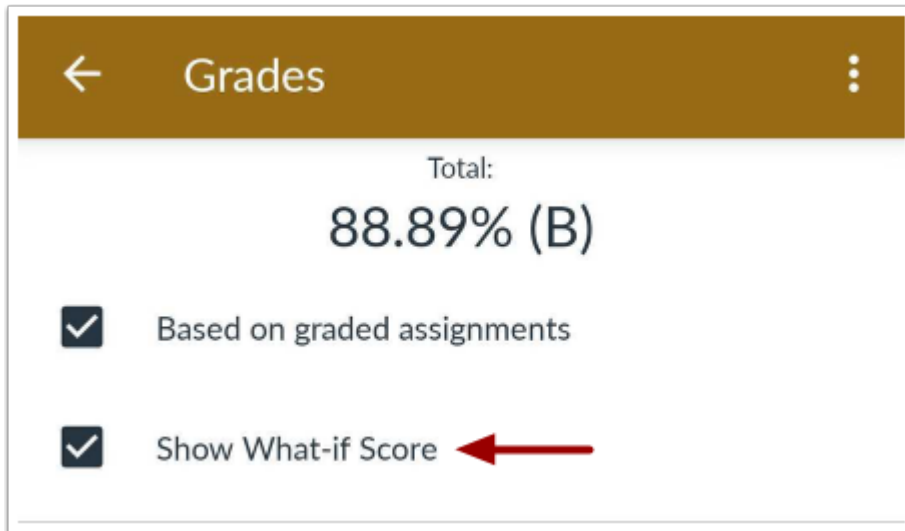 Grades
Total:
88.89% (B)
Based on graded assignments
Show What-if Score